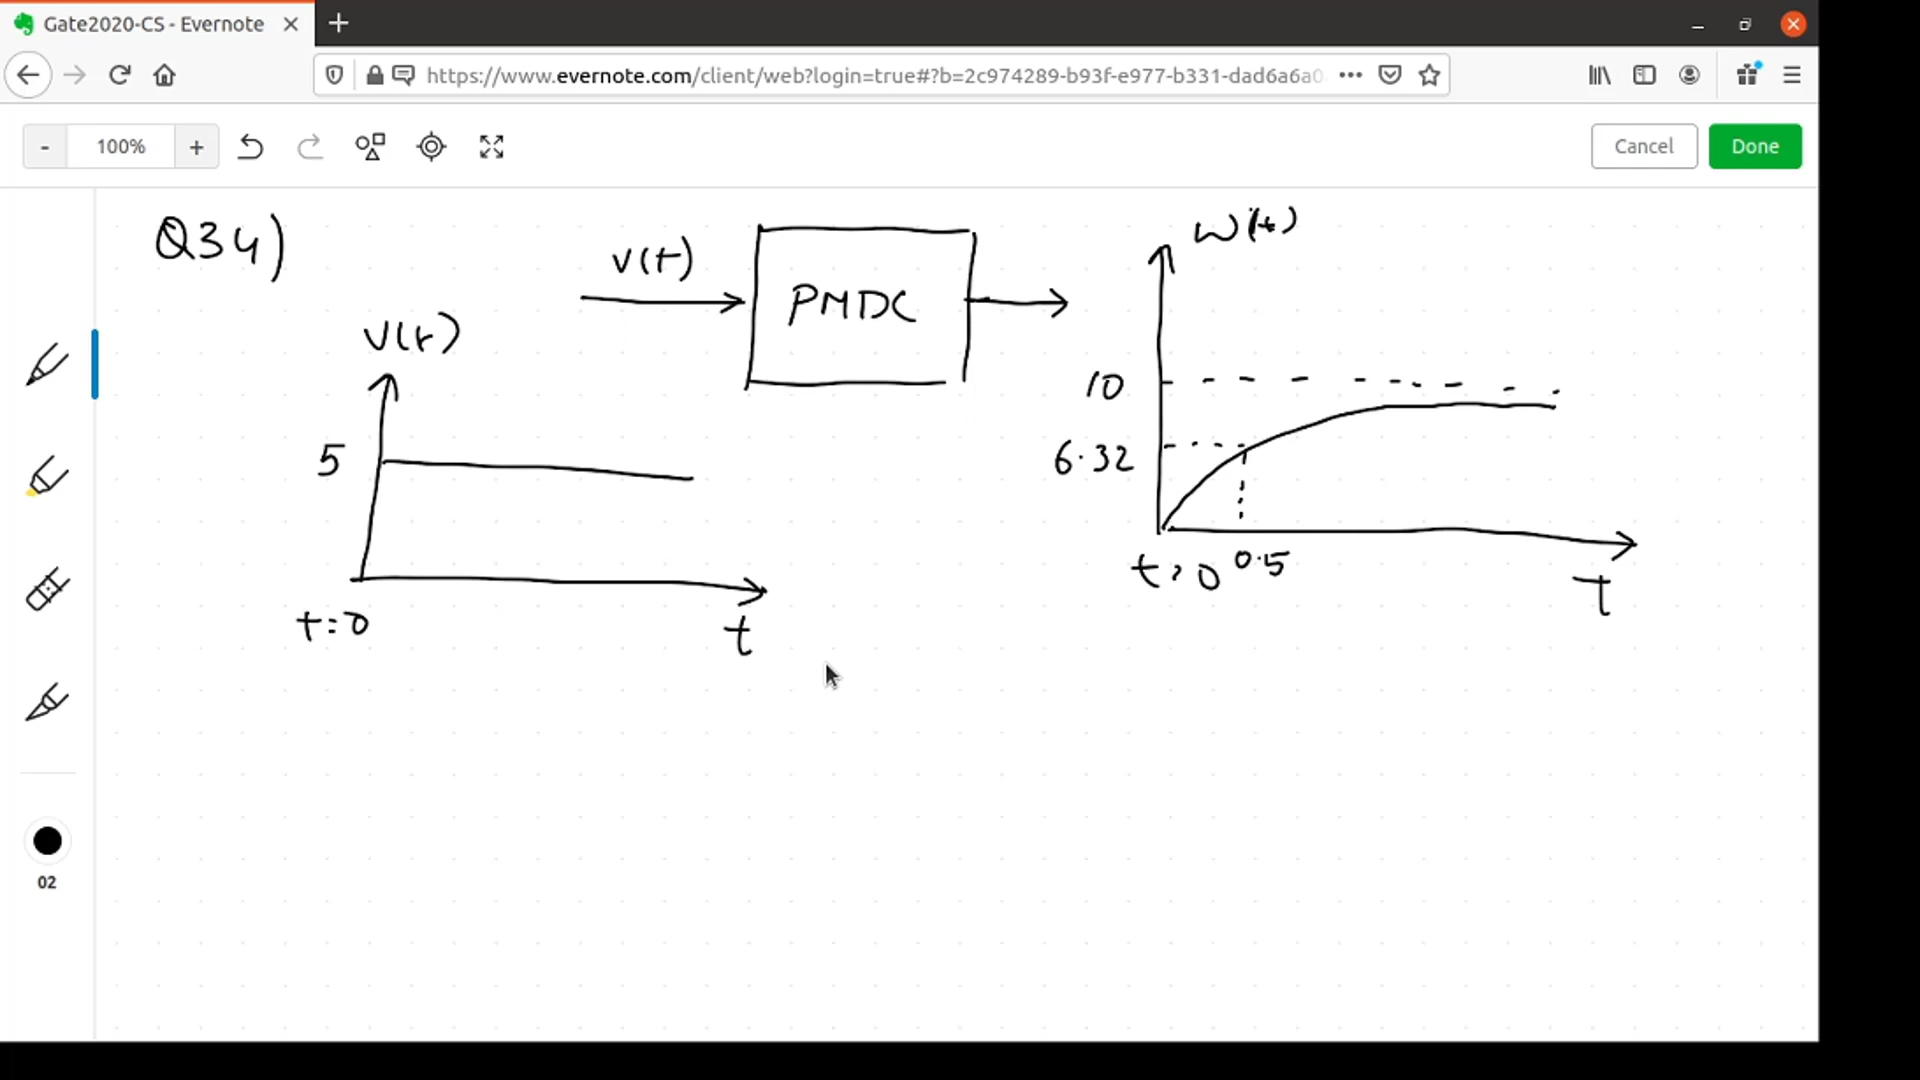 Gate2020-CS - Evernote
https://www.evernote.com/client/web?login=true#?b=2c974289-b93f-e977-b331-dad6a6a0
- 100% +
Cancel Done
Q34)
v(t)
PMDC
ω(t)
v(t)
5
t=0
t
10
6.32
t=0 0.5
t
02